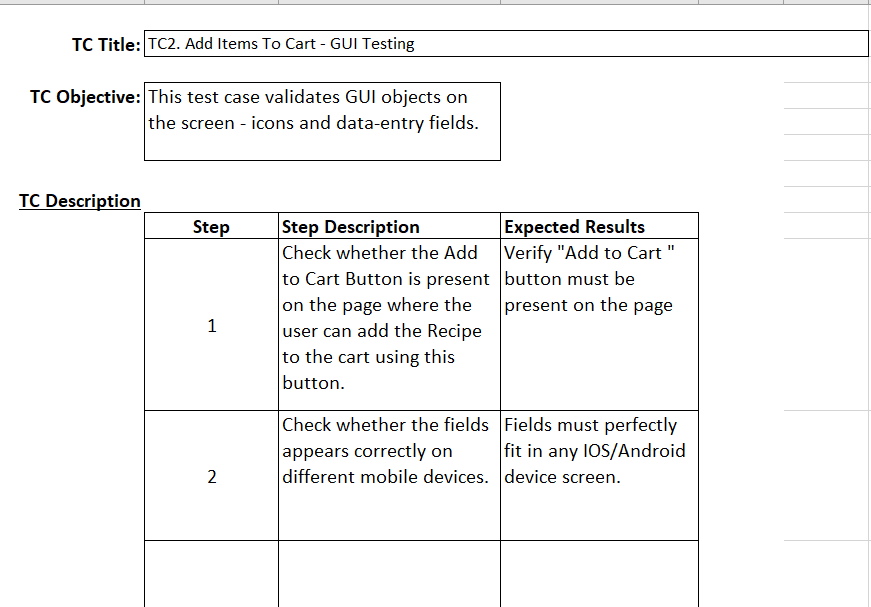 TC Title: TC2. Add Items To Cart - GUI Testing
TC Objective: This test case validates GUI objects on
the screen - icons and data-entry fields.
TC Description
Step Step Description Expected Results
1
Check whether the Add
to Cart Button is present
on the page where the
user can add the Recipe
to the cart using this
button.
Verify "Add to Cart "
button must be
present on the page
2
Check whether the fields
appears correctly on
different mobile devices.
Fields must perfectly
fit in any IOS/Android
device screen.